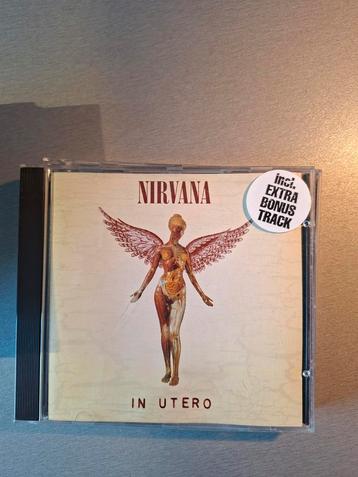 NIRVANA
incl.
EXTRA
BONUS
TRACK
IN UTERO